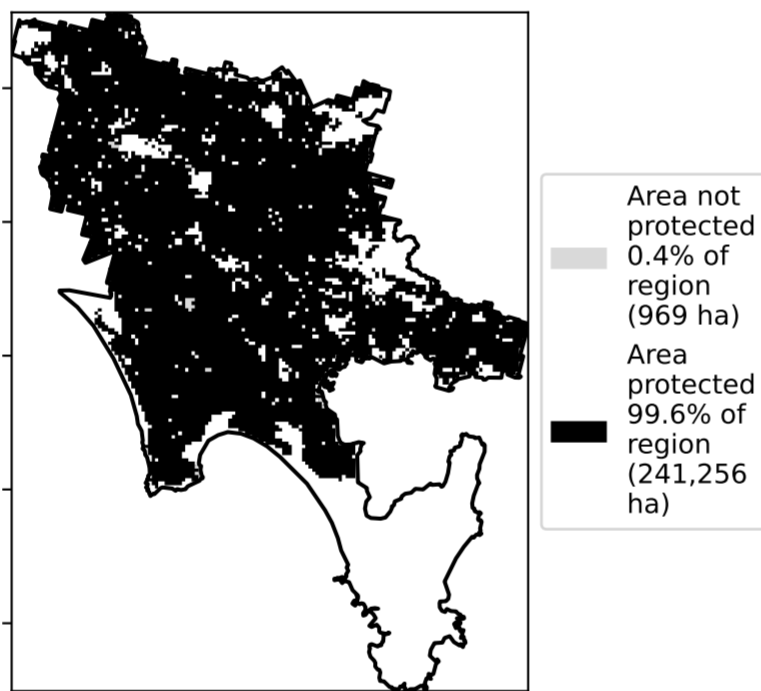 Area not
protected
0.4% of
region
(969 ha)
Area
protected
99.6% of
region
(241,256
ha)